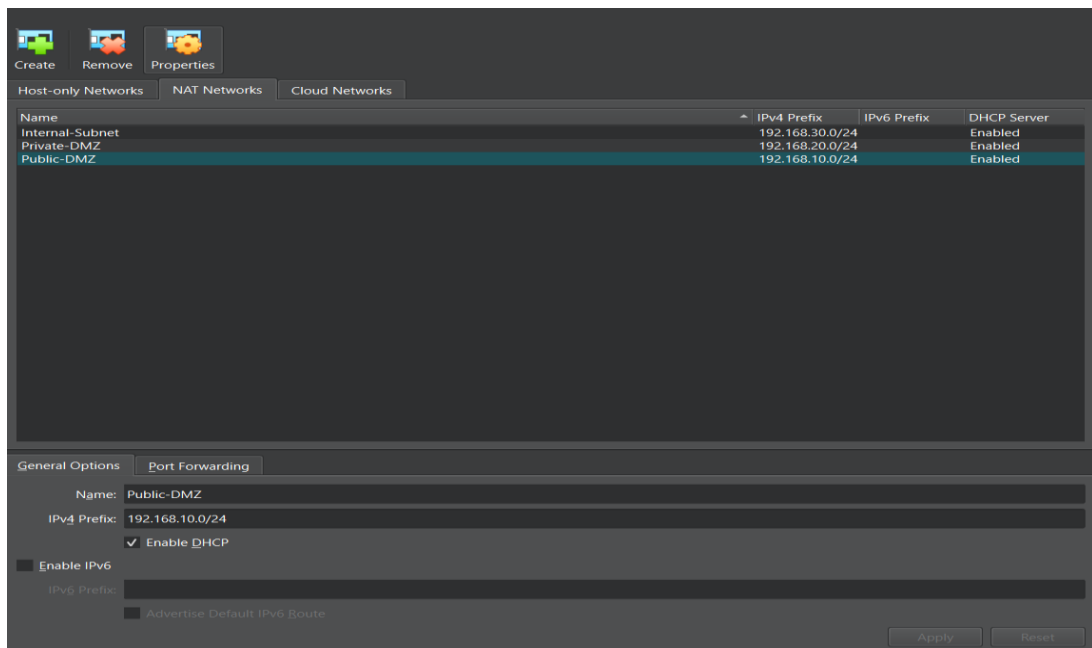 Create Remove Properties
Host-only Networks NAT Networks Cloud Networks
Name IPv4 Prefix IPv6 Prefix DHCP Server
Internal-Subnet 192.168.30.0/24 Enabled
Private-DMZ 192.168.20.0/24 Enabled
Public-DMZ 192.168.10.0/24 Enabled
General Options Port Forwarding
Name: Public-DMZ
IPv4 Prefix: 192.168.10.0/24
Enable DHCP
Enable IPv6
IPv6 Prefix:
Advertise Default IPv6 Route
Apply Reset